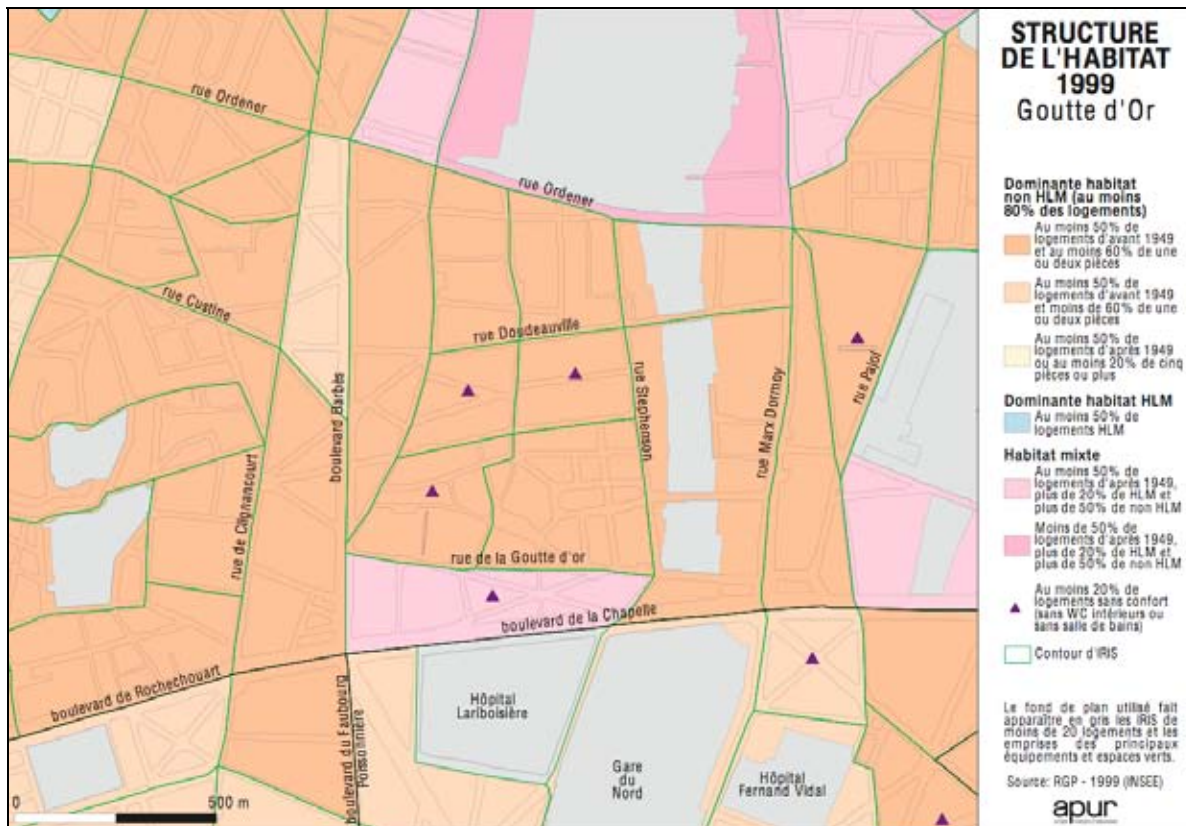 STRUCTURE
DE L'HABITAT
1999
Goutte d'Or
Dominante habitat
non HLM (au moins
80% des logements)
Au moins 50% de
logements d'avant 1949
et au moins 60% de une
ou deux pièces
Au moins 50% de
logements d'avant 1949
et moins de 60% de une
ou deux pièces
Au moins 50% de
logements d'après 1949
ou au moins 20% de cinq
pièces ou plus
Dominante habitat HLM
Au moins 50% de
logements HLM
Habitat mixte
Au moins 50% de
logements d'après 1949,
plus de 20% de HLM et
plus de 50% de non HLM
Moins de 50% de
logements d'après 1949,
plus de 20% de HLM et
plus de 50% de non HLM
Au moins 20% de
logements sans confort
(sans WC intérieurs ou
sans salle de bains)
Contour d'IRIS
Le fond de plan utilisé fait
apparaître en gris les IRIS de
moins de 20 logements et les
emprises des principaux
équipements et espaces verts.
Source: RGP - 1999 (INSEE)
apur
rue Ordener
rue Ordener
rue Custine
rue Doudeauville
boulevard Barbès
rue Stephenson
rue Marx Dormoy
rue Pajol
rue de Clignancourt
rue de la Goutte d'or
boulevard de la Chapelle
boulevard de Rochechouart
boulevard du Faubourg
Poissonnière
Hôpital
Lariboisière
Gare
du
Nord
Hôpital
Fernand Vidal
0
500 m